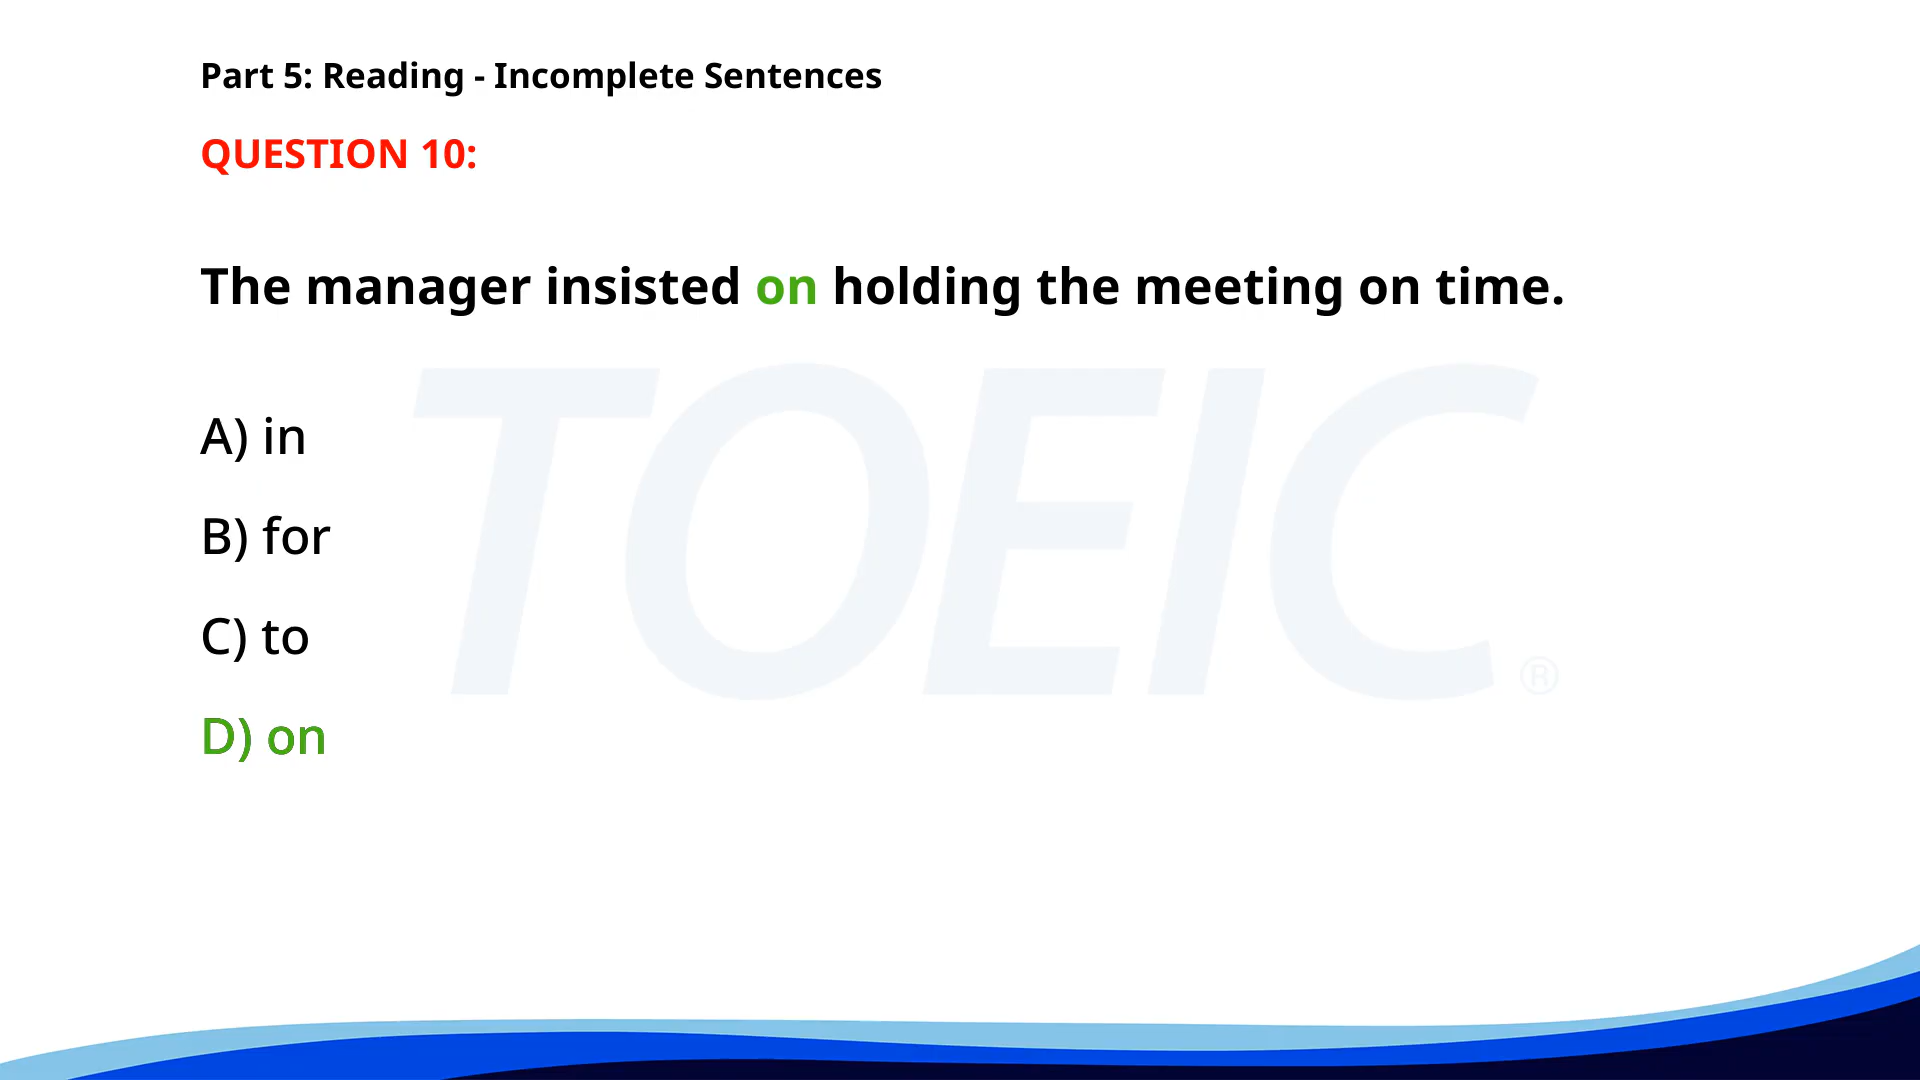 Part 5: Reading - Incomplete Sentences
QUESTION 10:
The manager insisted on holding the meeting on time.
TOEIC ®
A) in
B) for
C) to
D) on